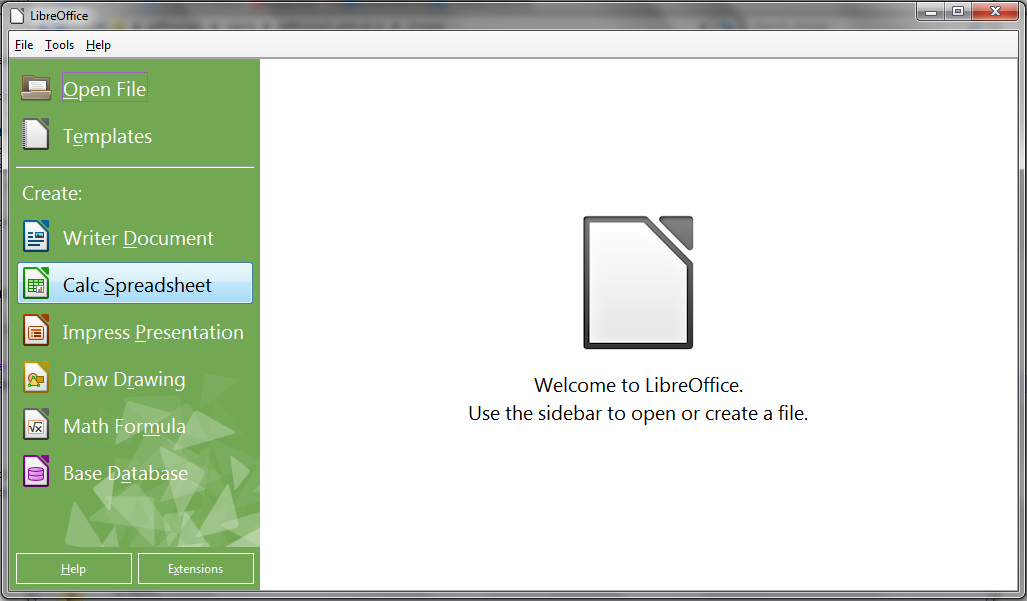 LibreOffice
File Tools Help
Open File
Templates
Create:
Writer Document
Calc Spreadsheet
Impress Presentation
Draw Drawing
Math Formula
Base Database
Help Extensions
Welcome to LibreOffice.
Use the sidebar to open or create a file.